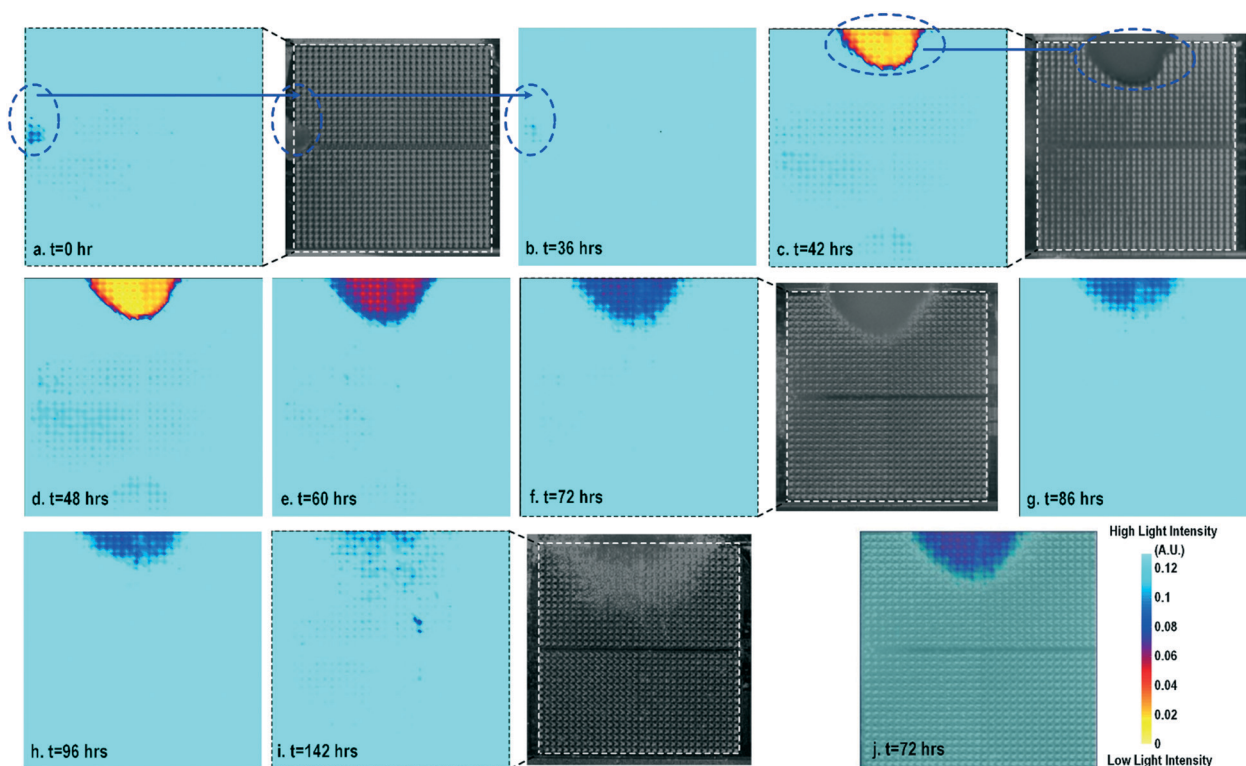 a. t=0 hr
b. t=36 hrs
c. t=42 hrs
d. t=48 hrs
e. t=60 hrs
f. t=72 hrs
g. t=86 hrs
h. t=96 hrs
i. t=142 hrs
j. t=72 hrs
High Light Intensity
(A.U.)
0.12
0.1
0.08
0.06
0.04
0.02
0
Low Light Intensity